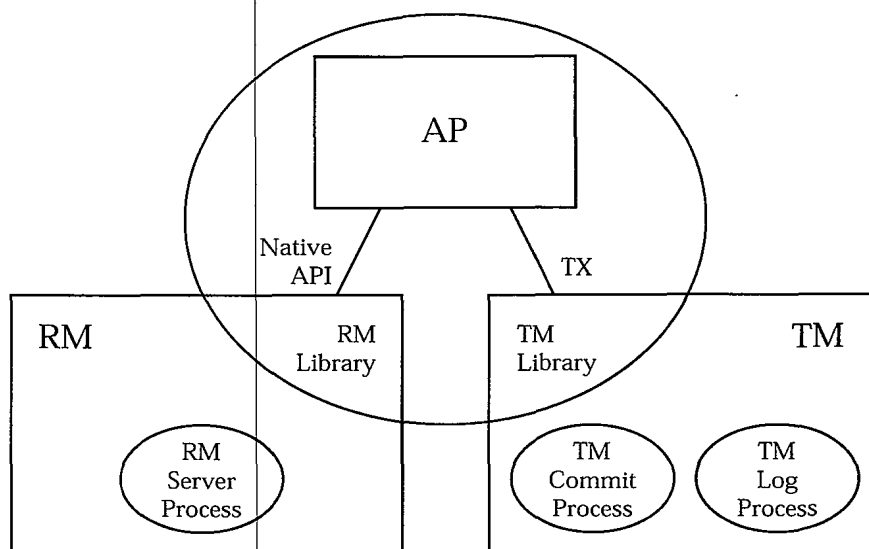 AP
Native
API
TX
RM
RM
Library
TM
Library
TM
RM
Server
Process
TM
Commit
Process
TM
Log
Process